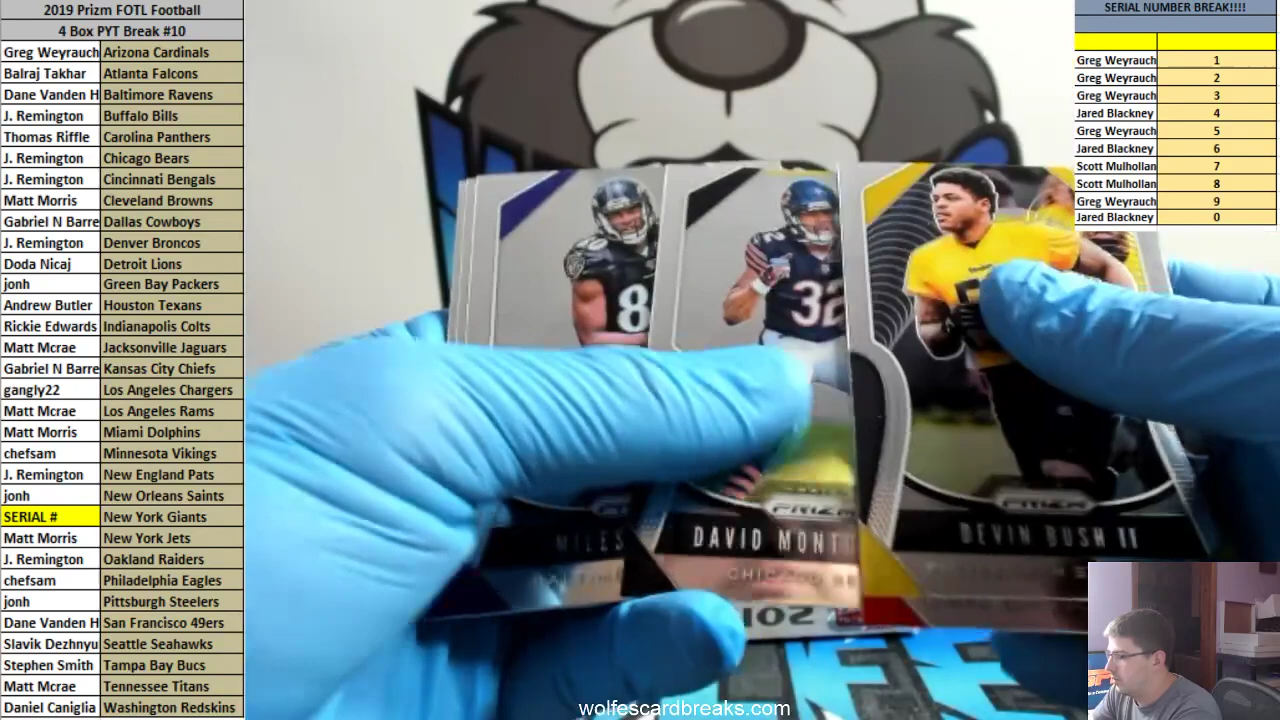 2019 Prizm FOTL Football
4 Box PYT Break #10
Greg Weyrauch Arizona Cardinals
Balraj Takhar Atlanta Falcons
Dane Vanden H Baltimore Ravens
J. Remington Buffalo Bills
Thomas Riffle Carolina Panthers
J. Remington Chicago Bears
J. Remington Cincinnati Bengals
Matt Morris Cleveland Browns
Gabriel N Barre Dallas Cowboys
J. Remington Denver Broncos
Doda Nicaj Detroit Lions
jonh Green Bay Packers
Andrew Butler Houston Texans
Rickie Edwards Indianapolis Colts
Matt Mcrae Jacksonville Jaguars
Gabriel N Barre Kansas City Chiefs
gangly22 Los Angeles Chargers
Matt Mcrae Los Angeles Rams
Matt Morris Miami Dolphins
chefsam Minnesota Vikings
J. Remington New England Pats
jonh New Orleans Saints
SERIAL # New York Giants
Matt Morris New York Jets
J. Remington Oakland Raiders
chefsam Philadelphia Eagles
jonh Pittsburgh Steelers
Dane Vanden H San Francisco 49ers
Slavik Dezhnyu Seattle Seahawks
Stephen Smith Tampa Bay Bucs
Matt Mcrae Tennessee Titans
Daniel Caniglia Washington Redskins
SERIAL NUMBER BREAK!!!!
Greg Weyrauch 1
Greg Weyrauch 2
Greg Weyrauch 3
Jared Blackney 4
Greg Weyrauch 5
Jared Blackney 6
Scott Mulhollan 7
Scott Mulhollan 8
Greg Weyrauch 9
Jared Blackney 0
8
32
PRIZM
PRIZM
MILES
DAVID MONT
DEVIN BUSH II
CHICAGO BE
201
wolfescardbreaks.com